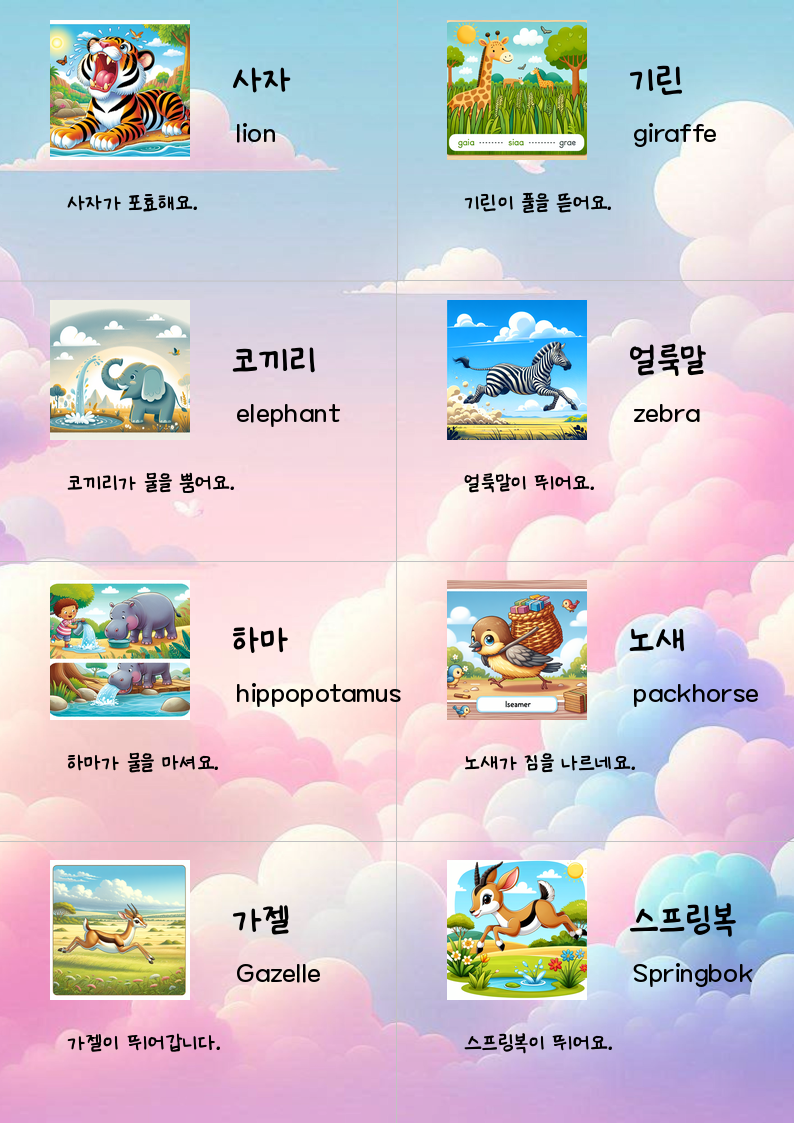 사자
lion
사자가 포효해요.
기린
giraffe
gaia -------- siaa --------- grae
기린이 풀을 뜯어요.
코끼리
elephant
코끼리가 물을 뿜어요.
얼룩말
zebra
얼룩말이 뛰어요.
하마
hippopotamus
하마가 물을 마셔요.
노새
packhorse
lseamer
노새가 짐을 나르네요.
가젤
Gazelle
가젤이 뛰어갑니다.
스프링복
Springbok
스프링복이 뛰어요.